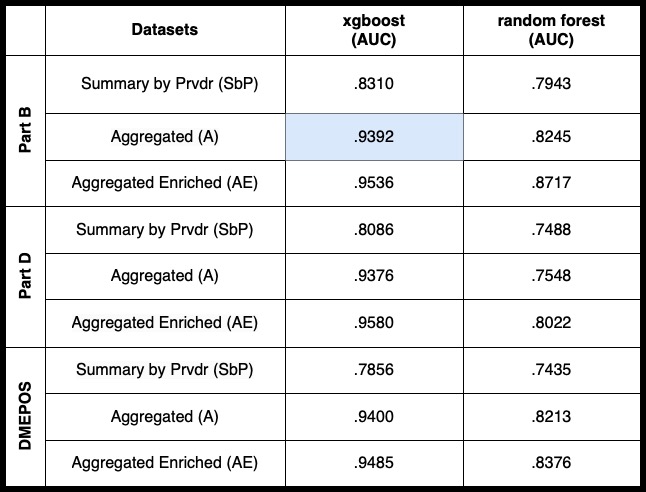 Datasets xgboost (AUC) random forest (AUC)
Part B
Summary by Prvdr (SbP) .8310 .7943
Aggregated (A) .9392 .8245
Aggregated Enriched (AE) .9536 .8717
Part D
Summary by Prvdr (SbP) .8086 .7488
Aggregated (A) .9376 .7548
Aggregated Enriched (AE) .9580 .8022
DMEPOS
Summary by Prvdr (SbP) .7856 .7435
Aggregated (A) .9400 .8213
Aggregated Enriched (AE) .9485 .8376